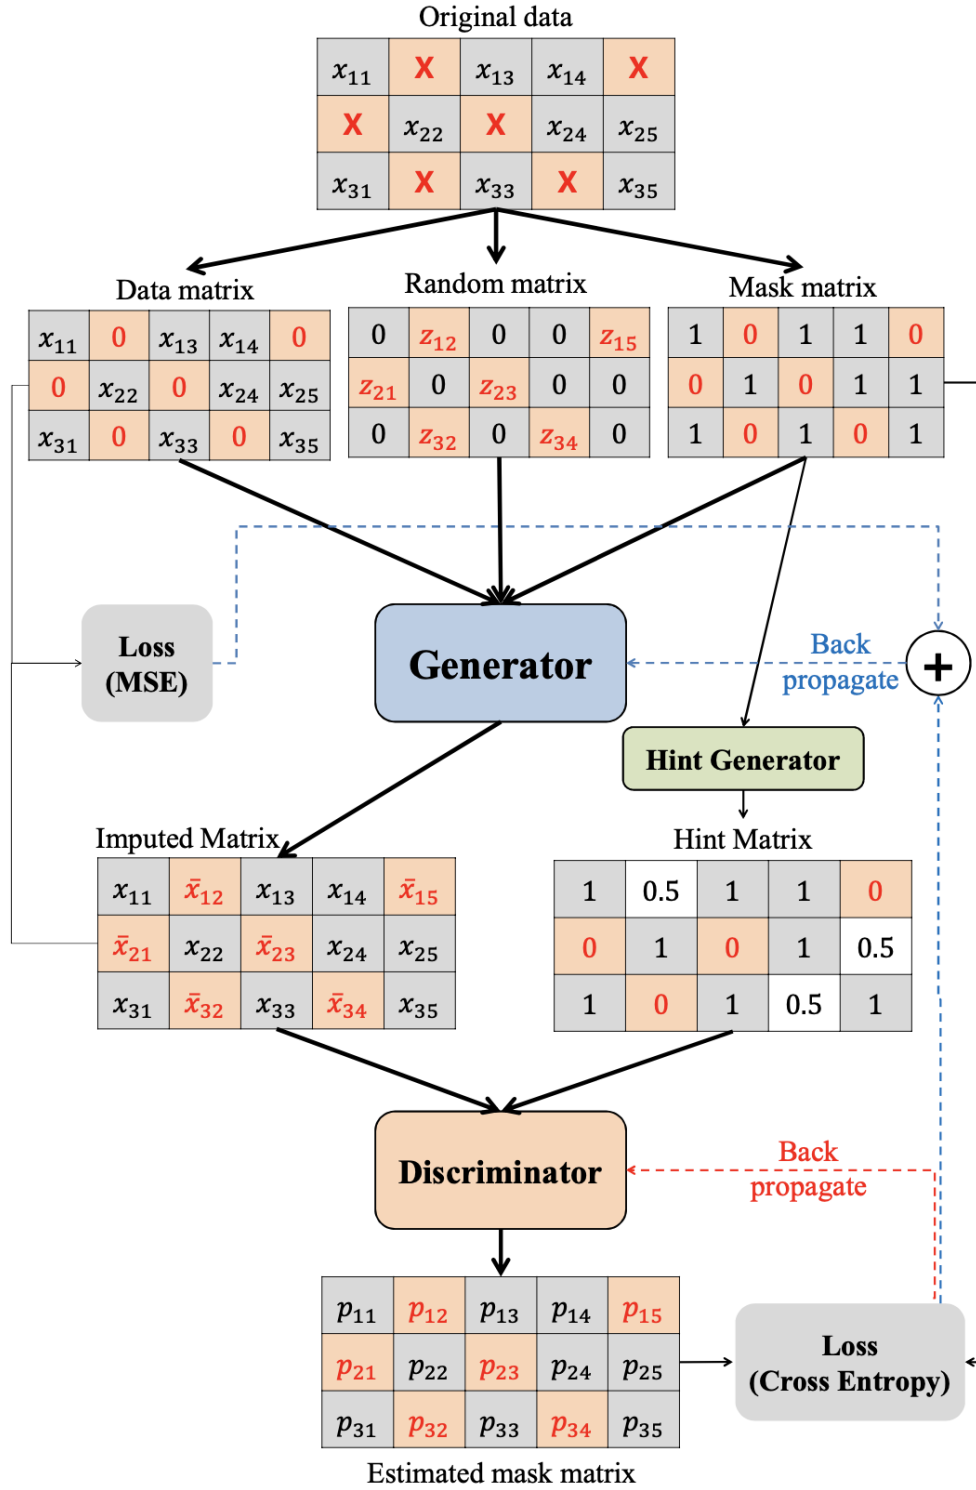 Original data
x11 X x13 x14 X
X x22 X x24 x25
x31 X x33 X x35
Data matrix
x11 0 x13 x14 0
0 x22 0 x24 x25
x31 0 x33 0 x35
Random matrix
0 z12 0 0 z15
z21 0 z23 0 0
0 z32 0 z34 0
Mask matrix
1 0 1 1 0
0 1 0 1 1
1 0 1 0 1
Loss
(MSE)
Generator
Back
propagate
+
Hint Generator
Imputed Matrix
x11 x̄12 x13 x14 x̄15
x̄21 x22 x̄23 x24 x25
x31 x̄32 x33 x̄34 x35
Hint Matrix
1 0.5 1 1 0
0 1 0 1 0.5
1 0 1 0.5 1
Discriminator
Back
propagate
p11 p12 p13 p14 p15
p21 p22 p23 p24 p25
p31 p32 p33 p34 p35
Estimated mask matrix
Loss
(Cross Entropy)